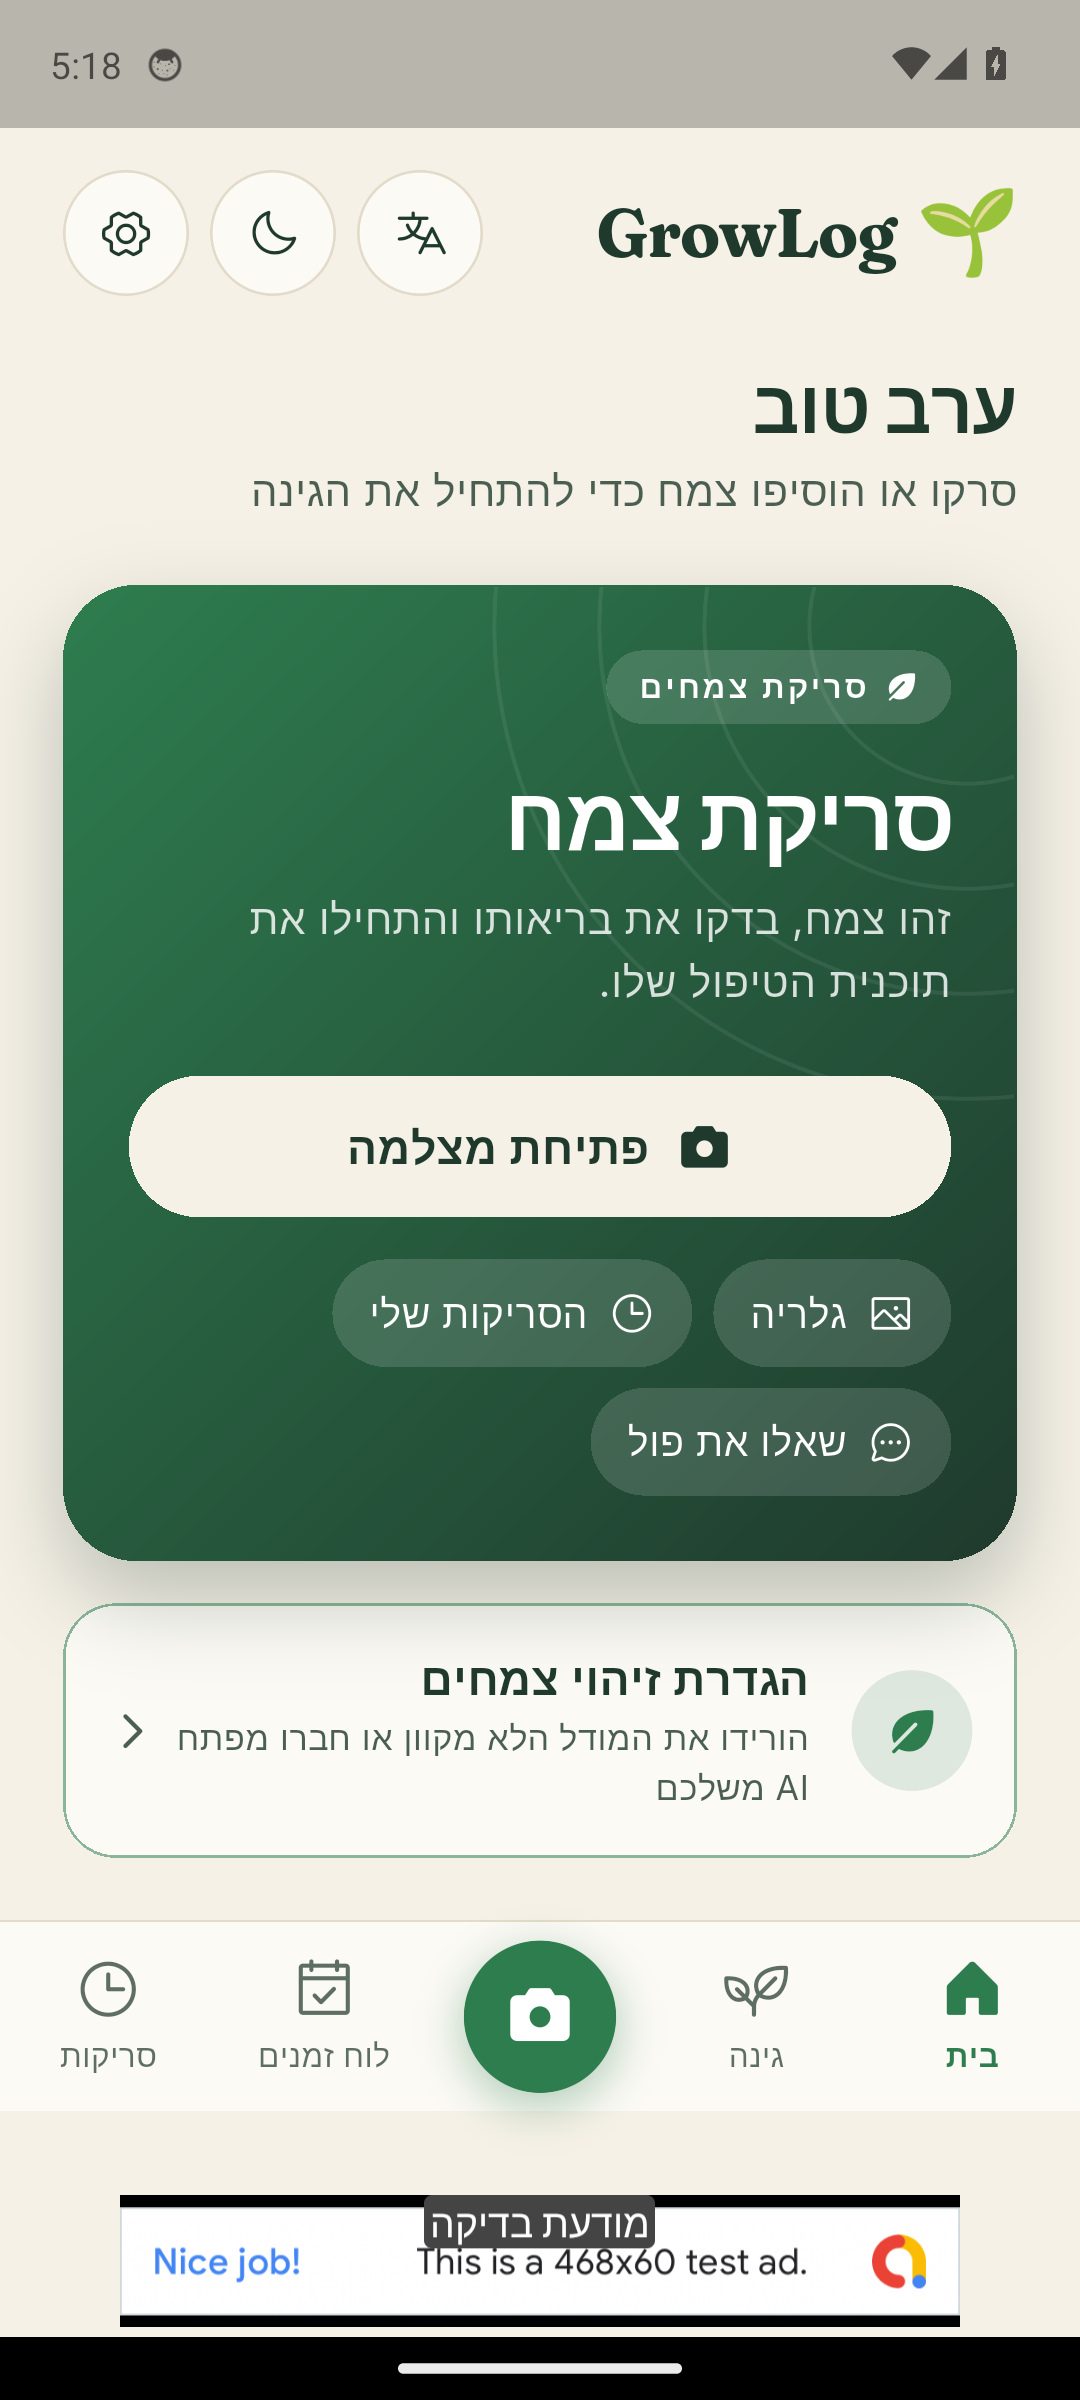 5:18
GrowLog
ערב טוב
סרקו או הוסיפו צמח כדי להתחיל את הגינה
סריקת צמחים
סריקת צמח
זהו צמח, בדקו את בריאותו והתחילו את
תוכנית הטיפול שלו.
פתיחת מצלמה
גלריה
הסריקות שלי
שאלו את פול
הגדרת זיהוי צמחים
הורידו את המודל הלא מקוון או חברו מפתח
AI משלכם
בית
גינה
לוח זמנים
סריקות
מודעת בדיקה
Nice job!
This is a 468x60 test ad.